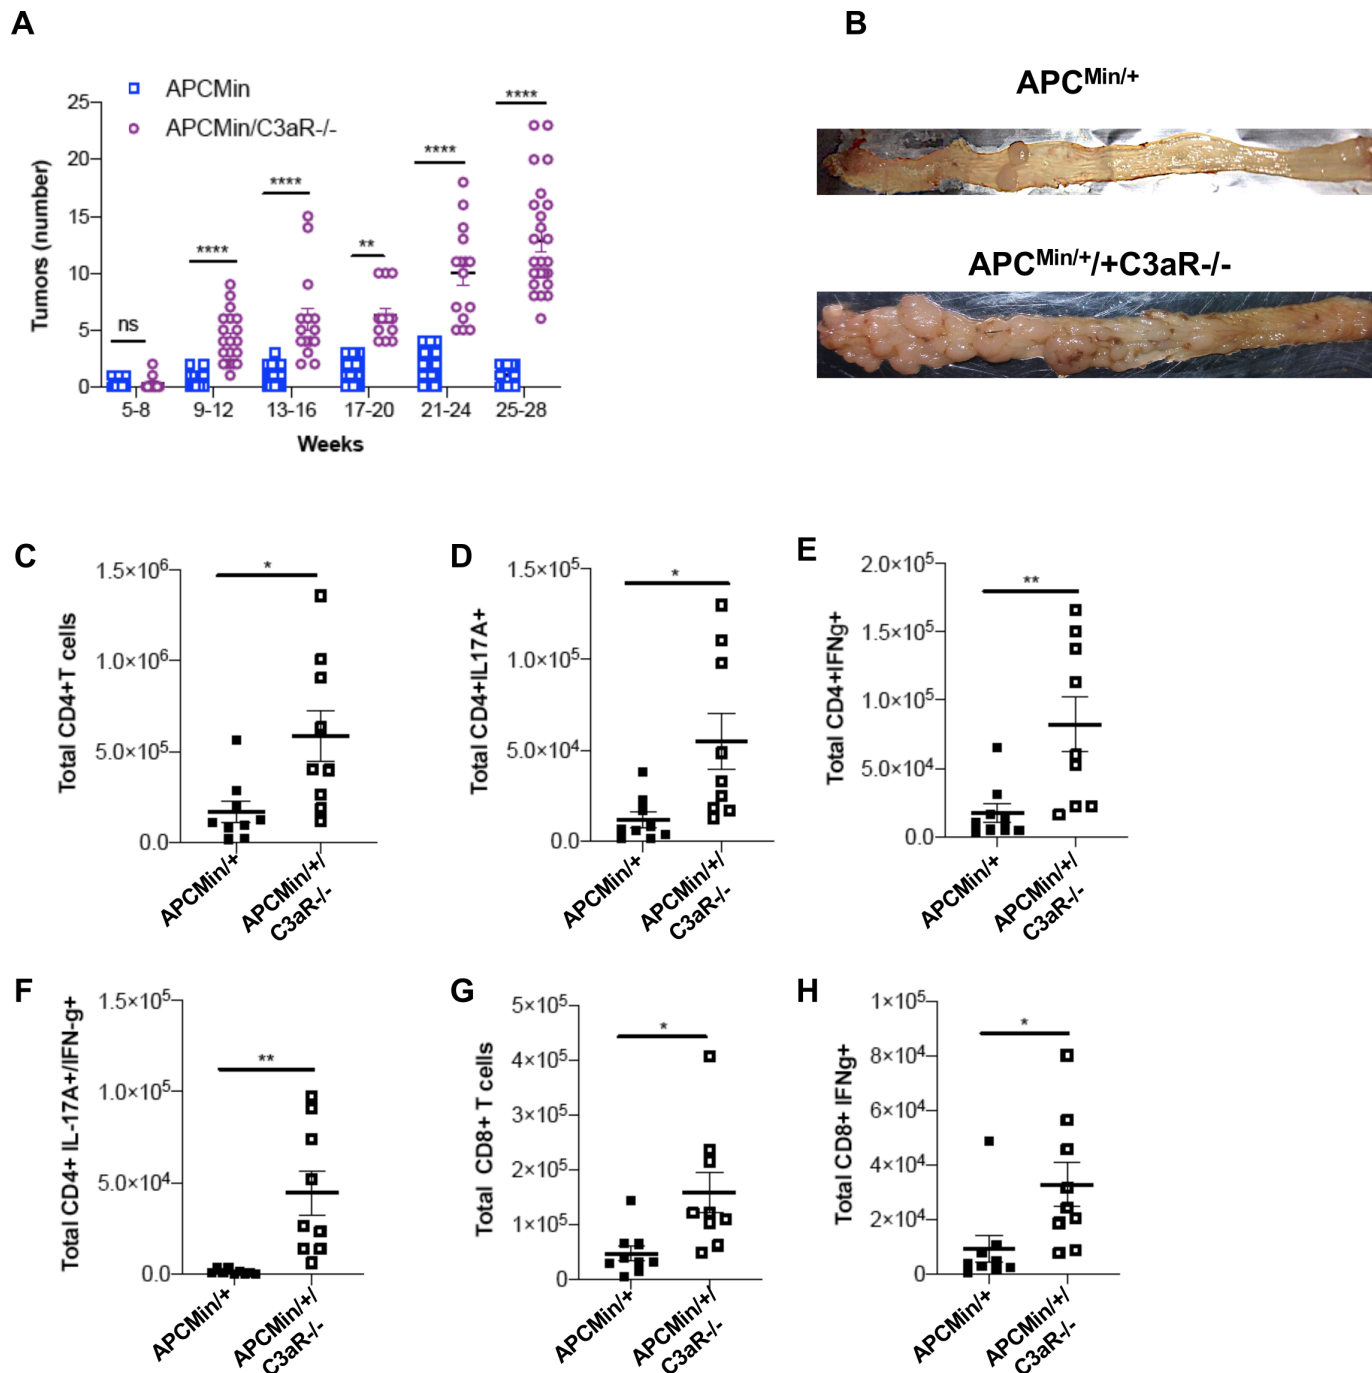 A
APCMin
APCMin/C3aR-/-
Tumors (number)
25
20
15
10
5
0
ns
****
****
**
****
****
5-8
9-12
13-16
17-20
21-24
25-28
Weeks
B
APCMin/+
APCMin/+/+C3aR-/-
C
Total CD4+T cells
1.5×10⁶
1.0×10⁶
5.0×10⁵
0.0
*
APCMin/+
APCMin/+/
C3aR-/-
D
Total CD4+IL17A+
1.5×10⁵
1.0×10⁵
5.0×10⁴
0.0
*
APCMin/+
APCMin/+/
C3aR-/-
E
Total CD4+IFNg+
2.0×10⁵
1.5×10⁵
1.0×10⁵
5.0×10⁴
0.0
**
APCMin/+
APCMin/+/
C3aR-/-
F
Total CD4+ IL-17A+/IFN-g+
1.5×10⁵
1.0×10⁵
5.0×10⁴
0.0
**
APCMin/+
APCMin/+/
C3aR-/-
G
Total CD8+ T cells
5×10⁵
4×10⁵
3×10⁵
2×10⁵
1×10⁵
0
*
APCMin/+
APCMin/+/
C3aR-/-
H
Total CD8+ IFNg+
1×10⁵
8×10⁴
6×10⁴
4×10⁴
2×10⁴
0
*
APCMin/+
APCMin/+/
C3aR-/-